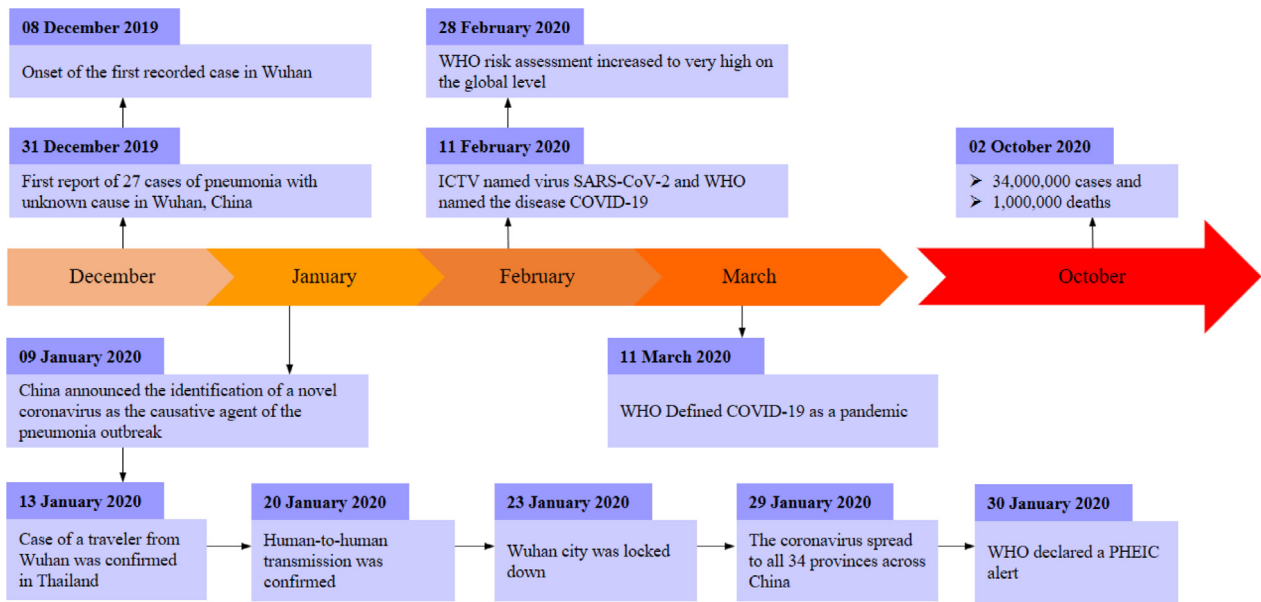 08 December 2019
Onset of the first recorded case in Wuhan
31 December 2019
First report of 27 cases of pneumonia with
unknown cause in Wuhan, China
28 February 2020
WHO risk assessment increased to very high on
the global level
11 February 2020
ICTV named virus SARS-CoV-2 and WHO
named the disease COVID-19
02 October 2020
➢ 34,000,000 cases and
➢ 1,000,000 deaths
December
January
February
March
October
09 January 2020
China announced the identification of a novel
coronavirus as the causative agent of the
pneumonia outbreak
11 March 2020
WHO Defined COVID-19 as a pandemic
13 January 2020
Case of a traveler from
Wuhan was confirmed
in Thailand
20 January 2020
Human-to-human
transmission was
confirmed
23 January 2020
Wuhan city was locked
down
29 January 2020
The coronavirus spread
to all 34 provinces across
China
30 January 2020
WHO declared a PHEIC
alert